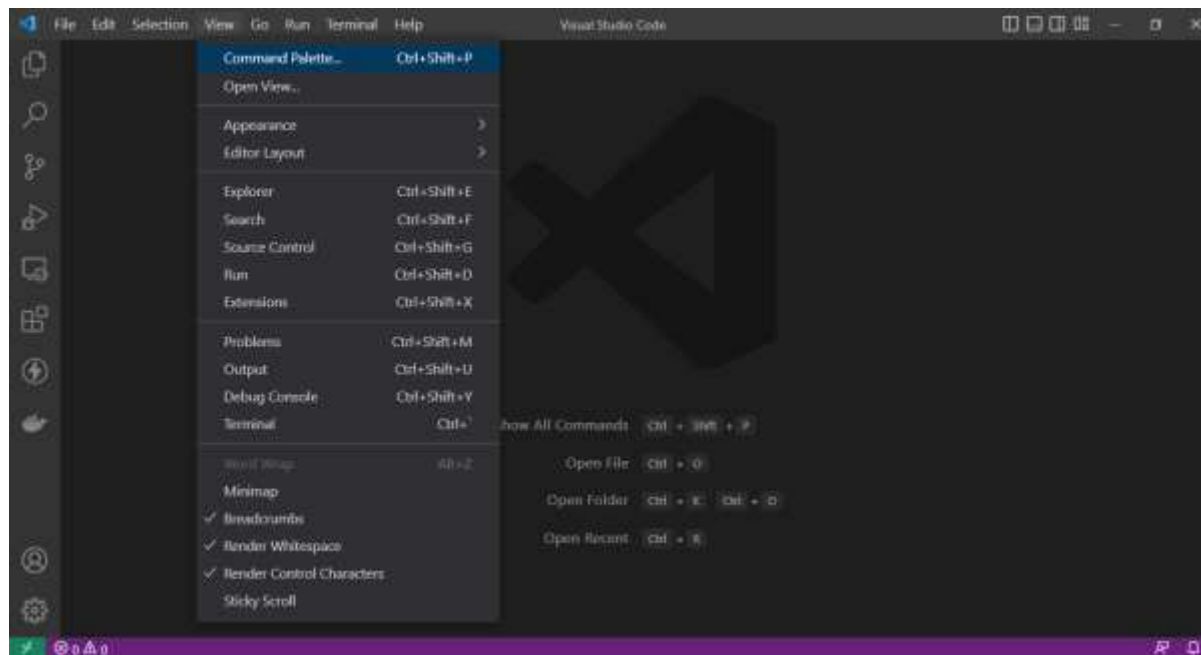 File Edit Selection View Go Run Terminal Help Visual Studio Code
Command Palette... Ctrl+Shift+P
Open View...
Appearance
Editor Layout
Explorer Ctrl+Shift+E
Search Ctrl+Shift+F
Source Control Ctrl+Shift+G
Run Ctrl+Shift+D
Extensions Ctrl+Shift+X
Problems Ctrl+Shift+M
Output Ctrl+Shift+U
Debug Console Ctrl+Shift+Y
Terminal Ctrl+`
Word Wrap Alt+Z
Minimap
Breadcrumbs
Render Whitespace
Render Control Characters
Sticky Scroll
how All Commands Ctrl + Shift + P
Open File Ctrl + O
Open Folder Ctrl + K Ctrl + O
Open Recent Ctrl + R
0 0